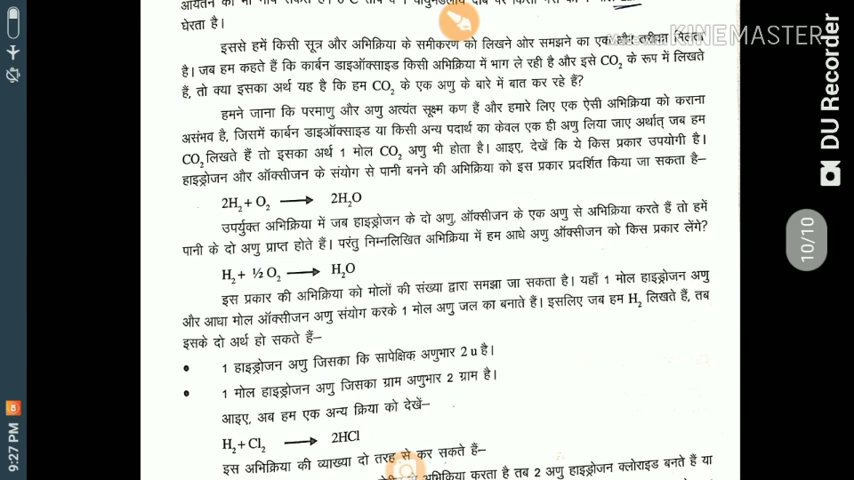 घेरता है।
KINEMASTER
इससे हमें किसी सूत्र और अभिक्रिया के समीकरण को लिखने ओर समझने का एक और तरीका मिलता
है। जब हम कहते हैं कि कार्बन डाइऑक्साइड किसी अभिक्रिया में भाग ले रही है और इसे CO₂ के रूप में लिखते
हैं, तो क्या इसका अर्थ यह है कि हम CO₂ के एक अणु के बारे में बात कर रहे हैं?
हमने जाना कि परमाणु और अणु अत्यंत सूक्ष्म कण हैं और हमारे लिए एक ऐसी अभिक्रिया को कराना
असंभव है, जिसमें कार्बन डाइऑक्साइड या किसी अन्य पदार्थ का केवल एक ही अणु लिया जाए अर्थात् जब हम
CO₂ लिखते हैं तो इसका अर्थ 1 मोल CO₂ अणु भी होता है। आइए, देखें कि ये किस प्रकार उपयोगी है।
हाइड्रोजन और ऑक्सीजन के संयोग से पानी बनने की अभिक्रिया को इस प्रकार प्रदर्शित किया जा सकता है–
2H₂ + O₂ ⟶ 2H₂O
उपर्युक्त अभिक्रिया में जब हाइड्रोजन के दो अणु, ऑक्सीजन के एक अणु से अभिक्रिया करते हैं तो हमें
पानी के दो अणु प्राप्त होते हैं। परंतु निम्नलिखित अभिक्रिया में हम आधे अणु ऑक्सीजन को किस प्रकार लेंगे?
H₂ + ½ O₂ ⟶ H₂O
इस प्रकार की अभिक्रिया को मोलों की संख्या द्वारा समझा जा सकता है। यहाँ 1 मोल हाइड्रोजन अणु
और आधा मोल ऑक्सीजन अणु संयोग करके 1 मोल अणु जल का बनाते हैं। इसलिए जब हम H₂ लिखते हैं, तब
इसके दो अर्थ हो सकते हैं–
• 1 हाइड्रोजन अणु जिसका कि सापेक्षिक अणुभार 2 u है।
• 1 मोल हाइड्रोजन अणु जिसका ग्राम अणुभार 2 ग्राम है।
आइए, अब हम एक अन्य क्रिया को देखें–
H₂ + Cl₂ ⟶ 2HCl
इस अभिक्रिया की व्याख्या दो तरह से कर सकते हैं–
अभिक्रिया करता है तब 2 अणु हाइड्रोजन क्लोराइड बनते हैं या
DU Recorder
10/10
9:27 PM